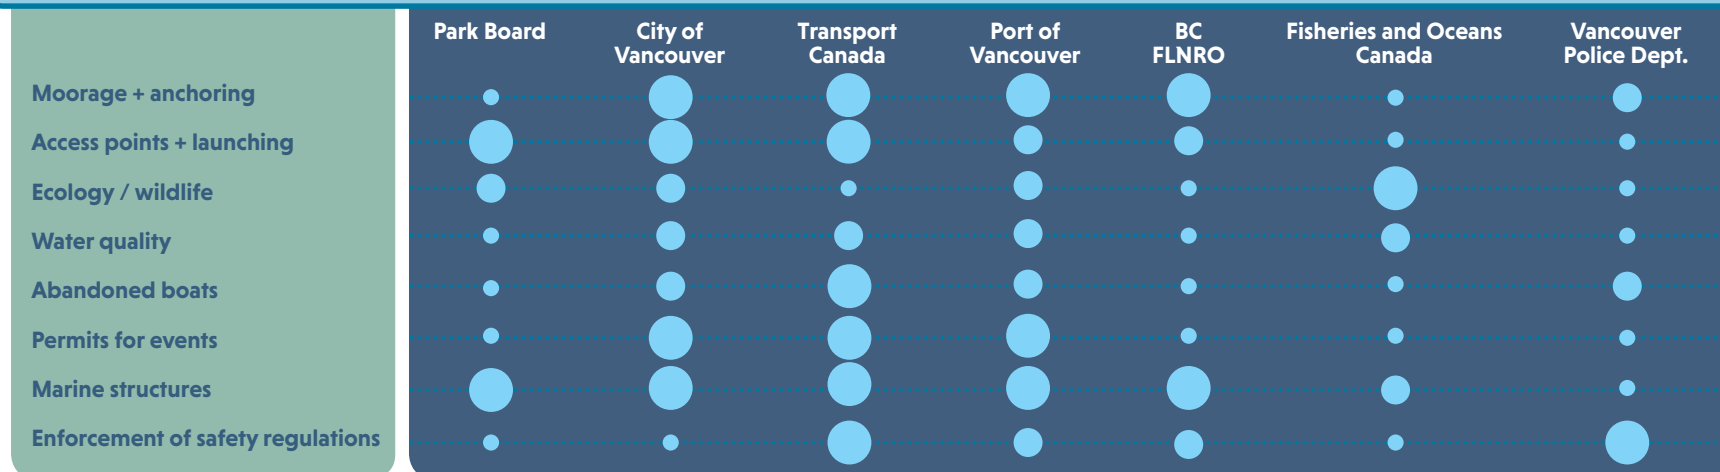 Park Board
City of
Vancouver
Transport
Canada
Port of
Vancouver
BC
FLNRO
Fisheries and Oceans
Canada
Vancouver
Police Dept.
Moorage + anchoring
Access points + launching
Ecology / wildlife
Water quality
Abandoned boats
Permits for events
Marine structures
Enforcement of safety regulations